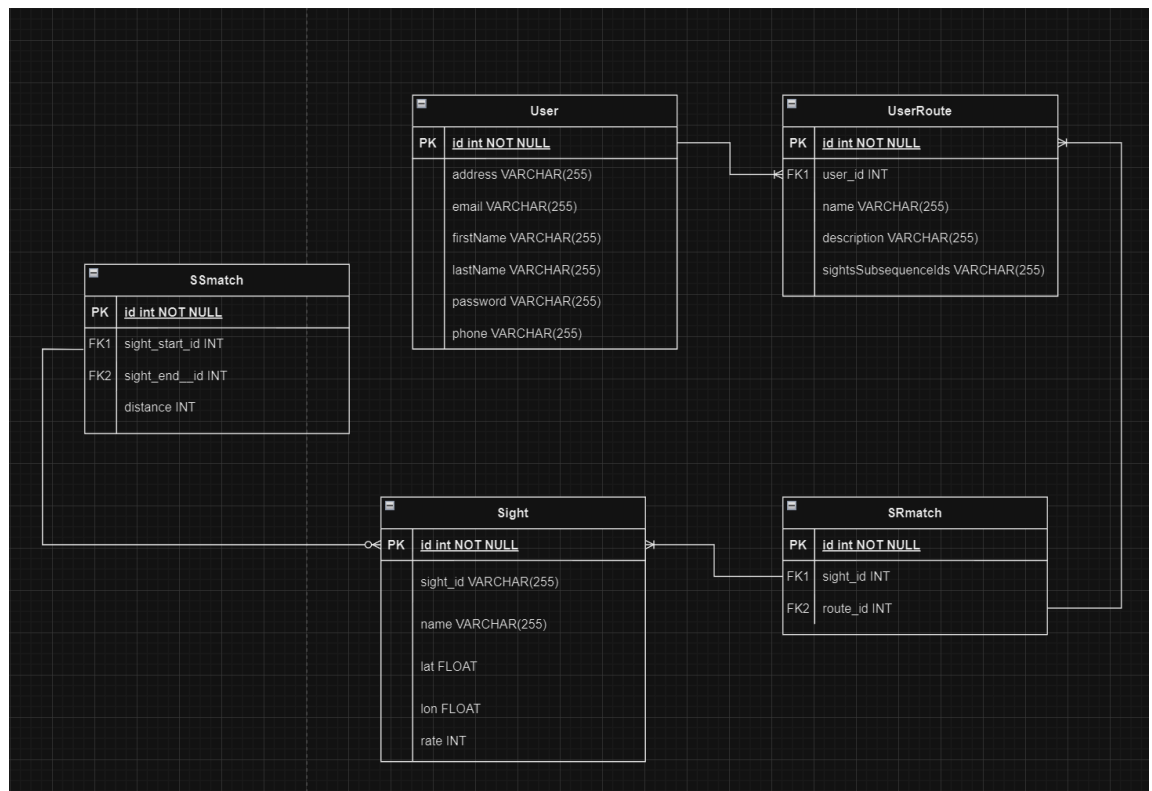 User
PK id int NOT NULL
address VARCHAR(255)
email VARCHAR(255)
firstName VARCHAR(255)
lastName VARCHAR(255)
password VARCHAR(255)
phone VARCHAR(255)
UserRoute
PK id int NOT NULL
FK1 user_id INT
name VARCHAR(255)
description VARCHAR(255)
sightsSubsequenceIds VARCHAR(255)
SSmatch
PK id int NOT NULL
FK1 sight_start_id INT
FK2 sight_end__id INT
distance INT
Sight
PK id int NOT NULL
sight_id VARCHAR(255)
name VARCHAR(255)
lat FLOAT
lon FLOAT
rate INT
SRmatch
PK id int NOT NULL
FK1 sight_id INT
FK2 route_id INT